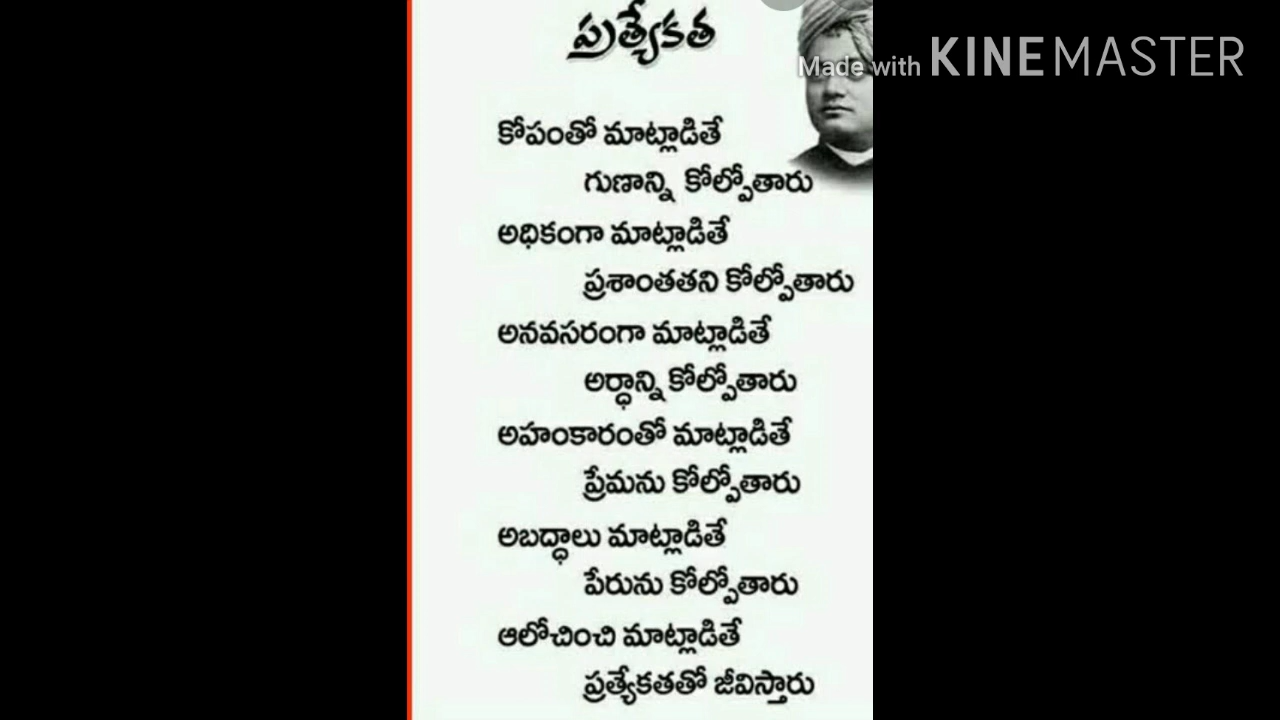 ప్రత్యేకత
Made with KINEMASTER
కోపంతో మాట్లాడితే
గుణాన్ని కోల్పోతారు
అధికంగా మాట్లాడితే
ప్రశాంతతని కోల్పోతారు
అనవసరంగా మాట్లాడితే
అర్ధాన్ని కోల్పోతారు
అహంకారంతో మాట్లాడితే
ప్రేమను కోల్పోతారు
అబద్ధాలు మాట్లాడితే
పేరును కోల్పోతారు
ఆలోచించి మాట్లాడితే
ప్రత్యేకతతో జీవిస్తారు